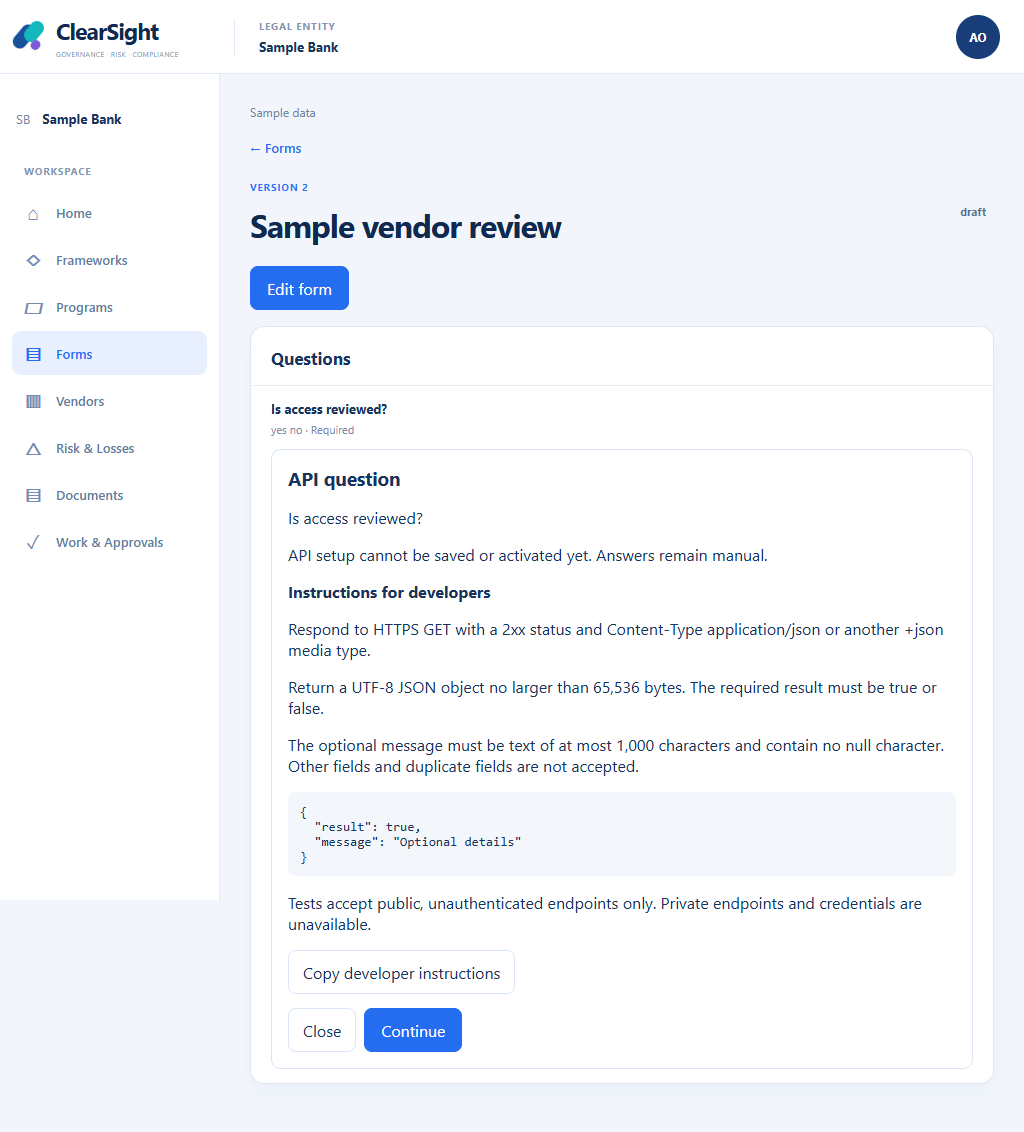 ClearSight
GOVERNANCE · RISK · COMPLIANCE
LEGAL ENTITY
Sample Bank
AO
SB Sample Bank
WORKSPACE
Home
Frameworks
Programs
Forms
Vendors
Risk & Losses
Documents
Work & Approvals
Sample data
← Forms
VERSION 2
Sample vendor review
draft
Edit form
Questions
Is access reviewed?
yes no · Required
API question
Is access reviewed?
API setup cannot be saved or activated yet. Answers remain manual.
Instructions for developers
Respond to HTTPS GET with a 2xx status and Content-Type application/json or another +json
media type.
Return a UTF-8 JSON object no larger than 65,536 bytes. The required result must be true or
false.
The optional message must be text of at most 1,000 characters and contain no null character.
Other fields and duplicate fields are not accepted.
{
  "result": true,
  "message": "Optional details"
}
Tests accept public, unauthenticated endpoints only. Private endpoints and credentials are
unavailable.
Copy developer instructions
Close
Continue